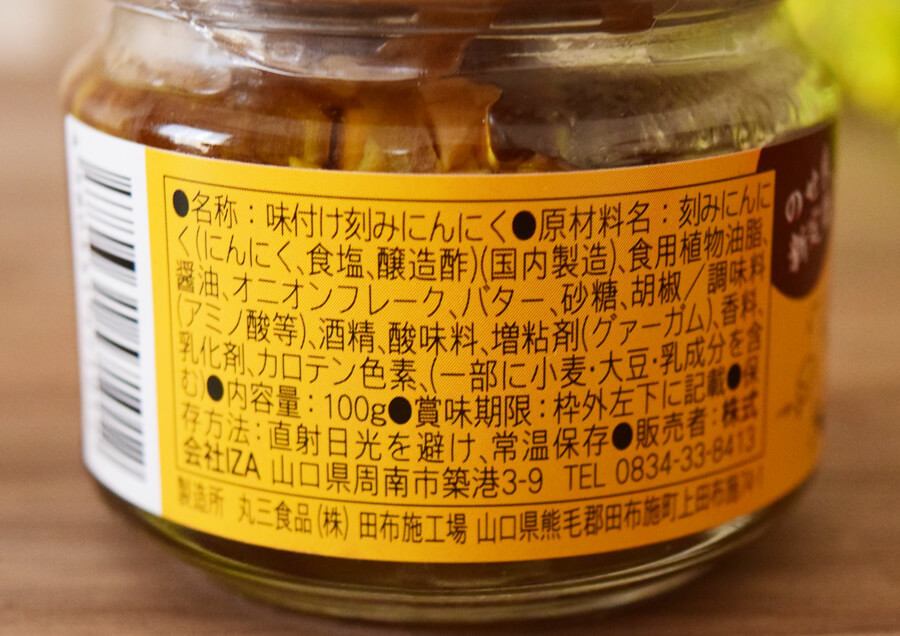 ●名称：味付け刻みにんにく●原材料名：刻みにんに
く(にんにく、食塩、醸造酢)(国内製造)、食用植物油脂、
醤油、オニオンフレーク、バター、砂糖、胡椒／調味料
(アミノ酸等)、酒精、酸味料、増粘剤(グァーガム)、香料、
乳化剤、カロテン色素、(一部に小麦・大豆・乳成分を含
む)●内容量：100g●賞味期限：枠外左下に記載●保
存方法：直射日光を避け、常温保存●販売者：株式
会社IZA 山口県周南市築港3-9 TEL 0834-33-8413
製造所 丸三食品(株) 田布施工場 山口県熊毛郡田布施町上田布施